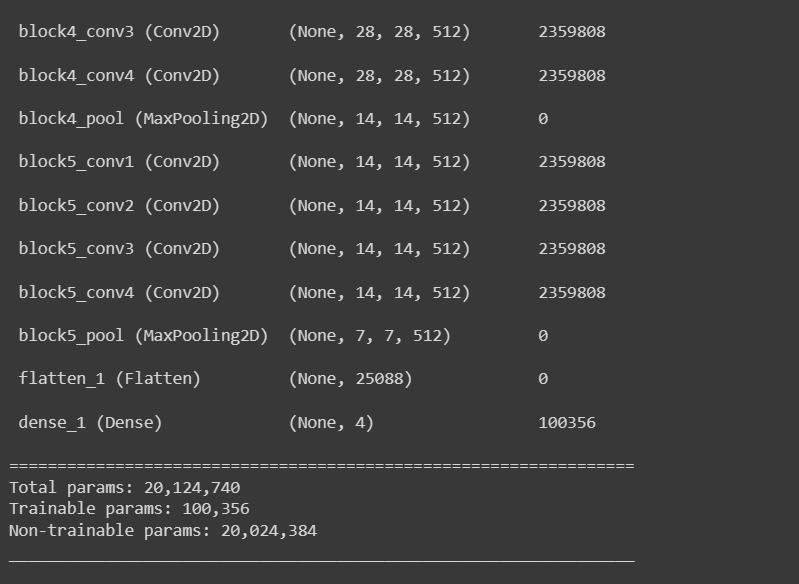 block4_conv3 (Conv2D) (None, 28, 28, 512) 2359808
block4_conv4 (Conv2D) (None, 28, 28, 512) 2359808
block4_pool (MaxPooling2D) (None, 14, 14, 512) 0
block5_conv1 (Conv2D) (None, 14, 14, 512) 2359808
block5_conv2 (Conv2D) (None, 14, 14, 512) 2359808
block5_conv3 (Conv2D) (None, 14, 14, 512) 2359808
block5_conv4 (Conv2D) (None, 14, 14, 512) 2359808
block5_pool (MaxPooling2D) (None, 7, 7, 512) 0
flatten_1 (Flatten) (None, 25088) 0
dense_1 (Dense) (None, 4) 100356
=================================================================
Total params: 20,124,740
Trainable params: 100,356
Non-trainable params: 20,024,384
_________________________________________________________________